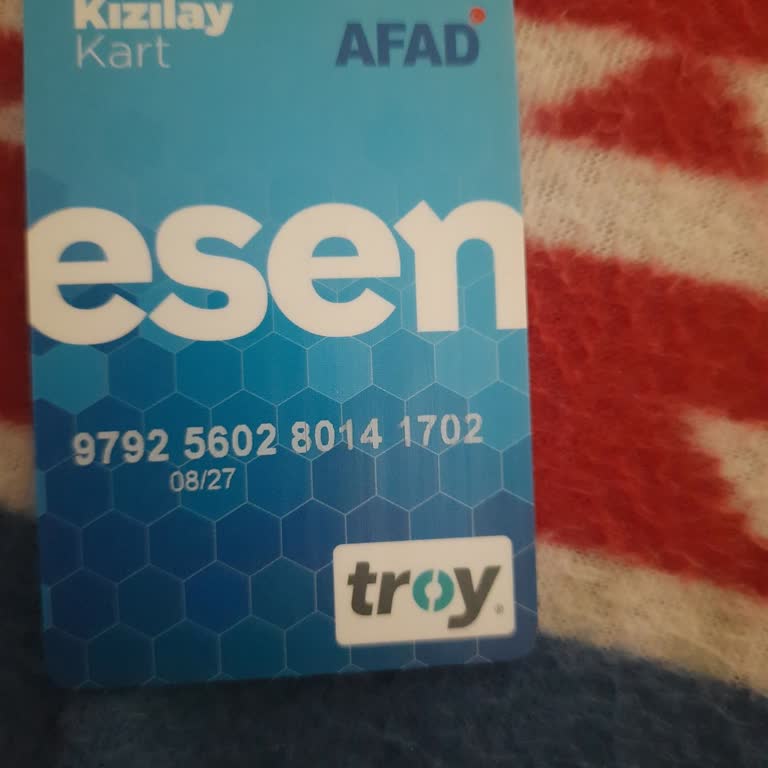 Kızılay
Kart
AFAD
esen
9792 5602 8014 1702
08/27
troy